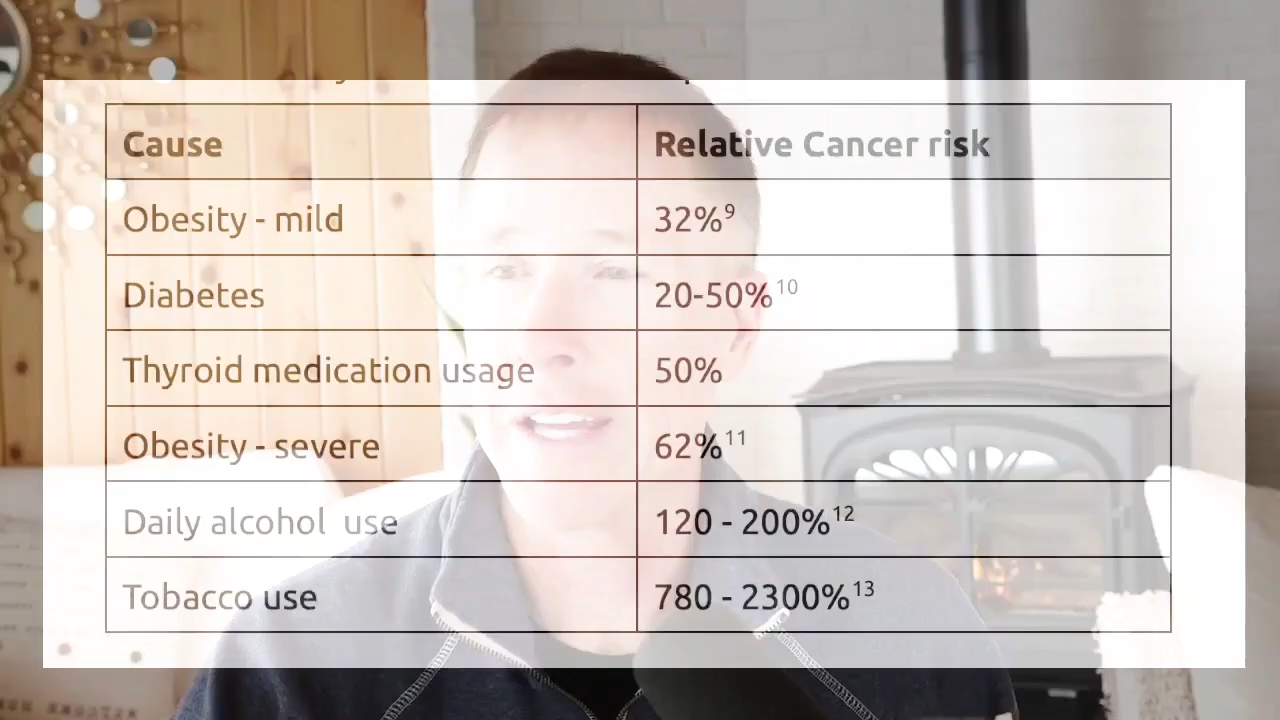 Cause Relative Cancer risk
Obesity - mild 32%⁹
Diabetes 20-50%¹⁰
Thyroid medication usage 50%
Obesity - severe 62%¹¹
Daily alcohol use 120 - 200%¹²
Tobacco use 780 - 2300%¹³